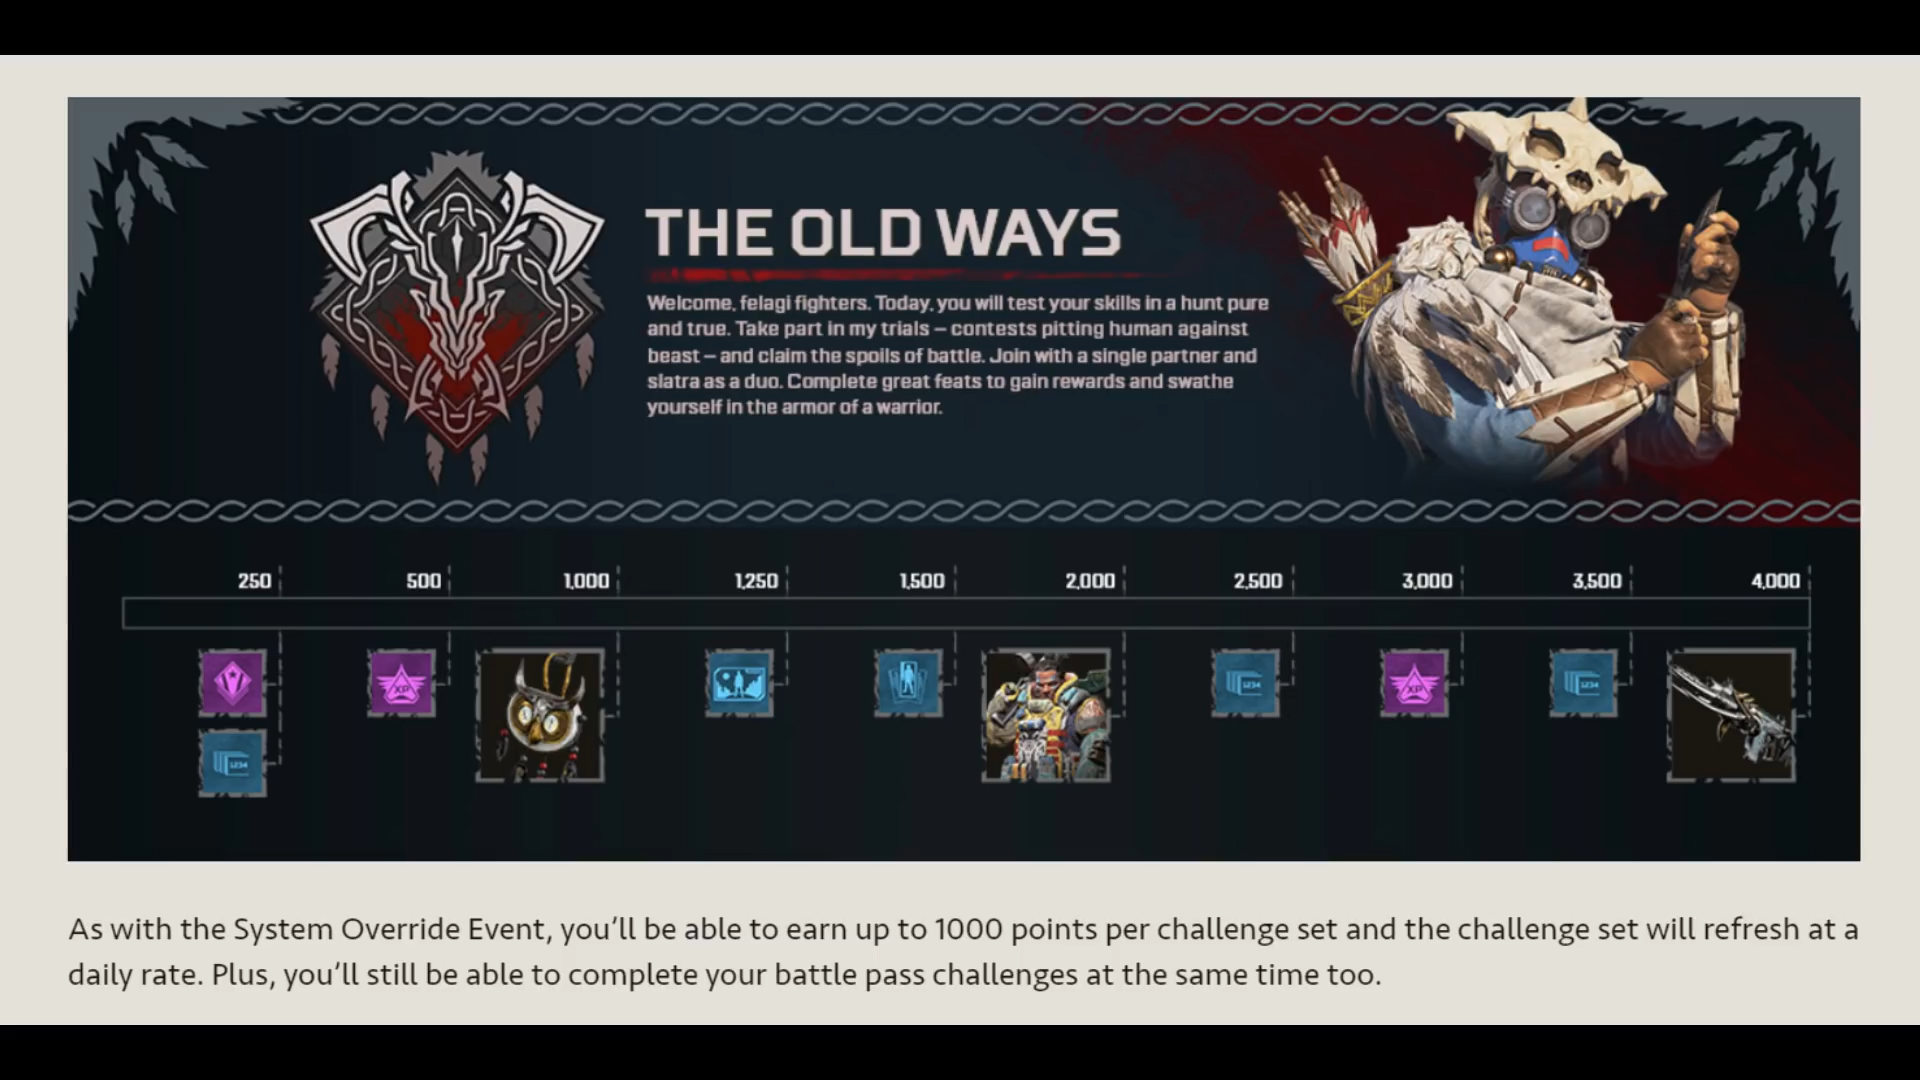 THE OLD WAYS
Welcome, felagi fighters. Today, you will test your skills in a hunt pure
and true. Take part in my trials – contests pitting human against
beast – and claim the spoils of battle. Join with a single partner and
slatra as a duo. Complete great feats to gain rewards and swathe
yourself in the armor of a warrior.
250 500 1,000 1,250 1,500 2,000 2,500 3,000 3,500 4,000
XP 1234 XP 1234
1234
As with the System Override Event, you’ll be able to earn up to 1000 points per challenge set and the challenge set will refresh at a
daily rate. Plus, you’ll still be able to complete your battle pass challenges at the same time too.